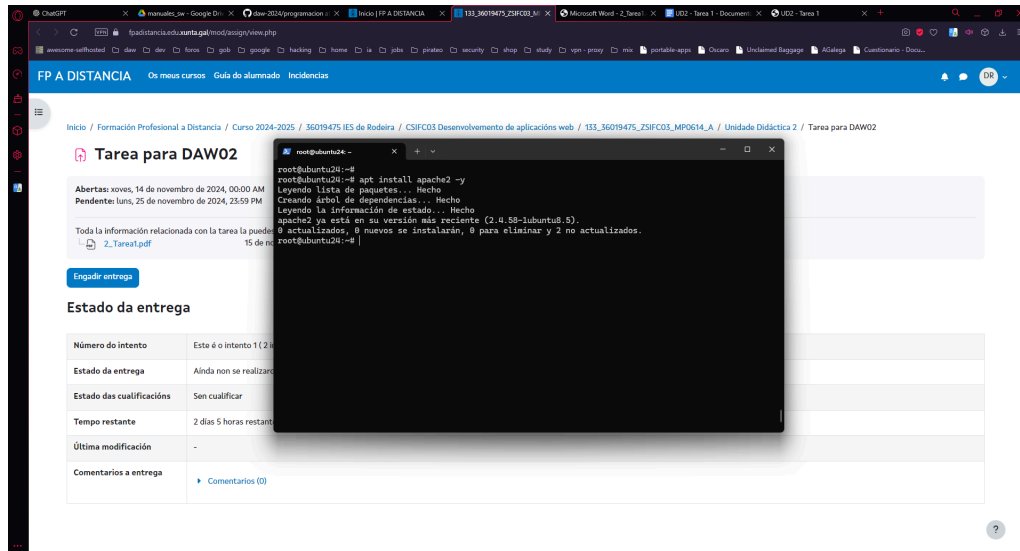 ChatGPT
manuales_sw - Google Dri
daw-2024/programacion
Inicio | FP A DISTANCIA
133_36019475_ZSIFC03_M
Microsoft Word - 2_Tarea1
UD2 - Tarea 1 - Document
UD2 - Tarea 1
VPN
fpadistancia.edu.xunta.gal/mod/assign/view.php
awesome-selfhosted
daw
dev
foros
gob
google
hacking
home
ia
jobs
pirateo
security
shop
study
vpn - proxy
mix
portable-apps
Oscaro
Unclaimed Baggage
AGalega
Cuestionario - Docu...
FP A DISTANCIA
Os meus cursos
Guía do alumnado
Incidencias
DR
Inicio / Formación Profesional a Distancia / Curso 2024-2025 / 36019475 IES de Rodeira / CSIFC03 Desenvolvemento de aplicacións web / 133_36019475_ZSIFC03_MP0614_A / Unidade Didáctica 2 / Tarea para DAW02
Tarea para DAW02
Abertas: xoves, 14 de novembro de 2024, 00:00 AM
Pendente: luns, 25 de novembro de 2024, 23:59 PM
Toda la información relacionada con la tarea la puedes
2_Tarea1.pdf
15 de no
root@ubuntu24: ~
root@ubuntu24:~#
root@ubuntu24:~# apt install apache2 -y
Leyendo lista de paquetes... Hecho
Creando árbol de dependencias... Hecho
Leyendo la información de estado... Hecho
apache2 ya está en su versión más reciente (2.4.58-1ubuntu8.5).
0 actualizados, 0 nuevos se instalarán, 0 para eliminar y 2 no actualizados.
root@ubuntu24:~#
Engadir entrega
Estado da entrega
Número do intento
Este é o intento 1 ( 2 i
Estado da entrega
Aínda non se realizaro
Estado das cualificacións
Sen cualificar
Tempo restante
2 días 5 horas restant
Última modificación
-
Comentarios a entrega
Comentarios (0)
?